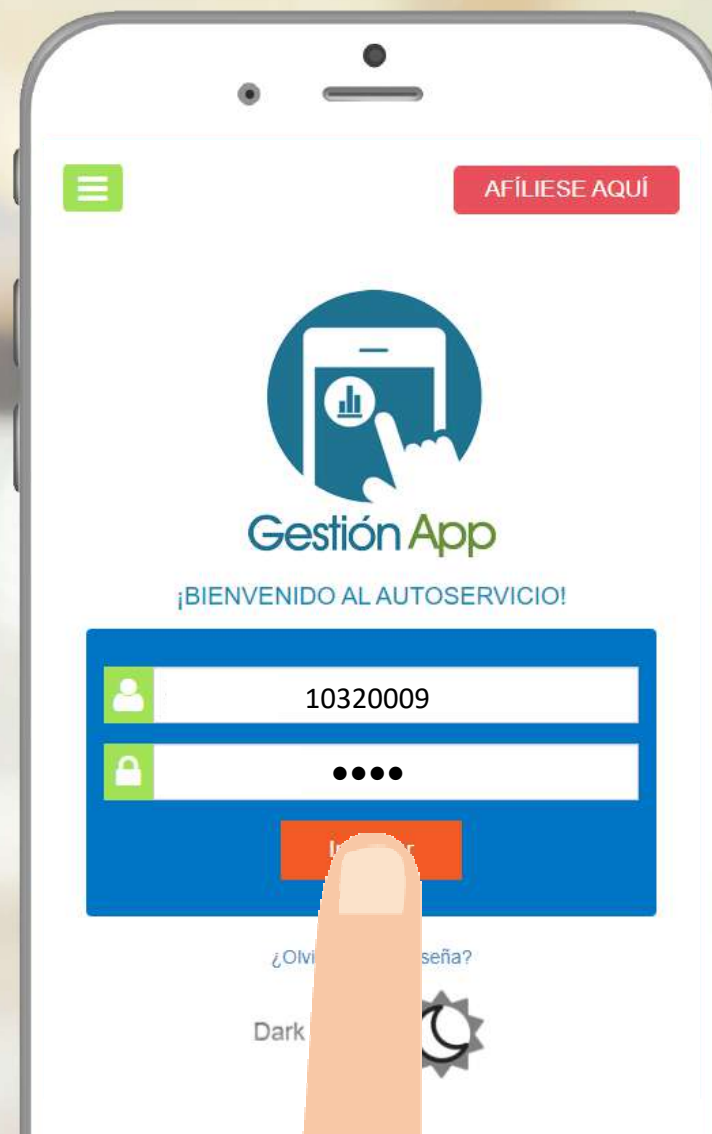 AFÍLIESE AQUÍ
Gestión App
¡BIENVENIDO AL AUTOSERVICIO!
10320009
••••
Dark